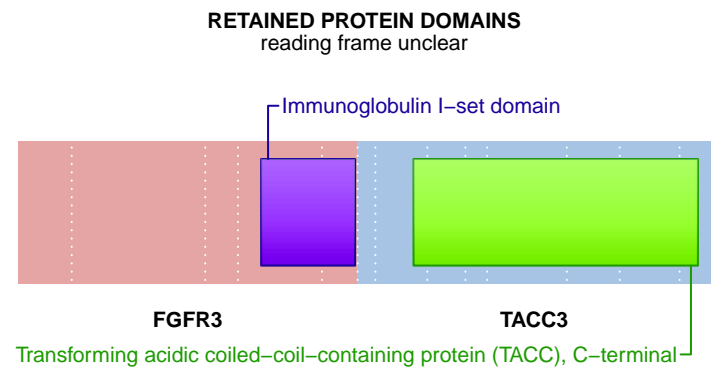 RETAINED PROTEIN DOMAINS
reading frame unclear
Immunoglobulin I−set domain
FGFR3 TACC3
Transforming acidic coiled−coil−containing protein (TACC), C−terminal